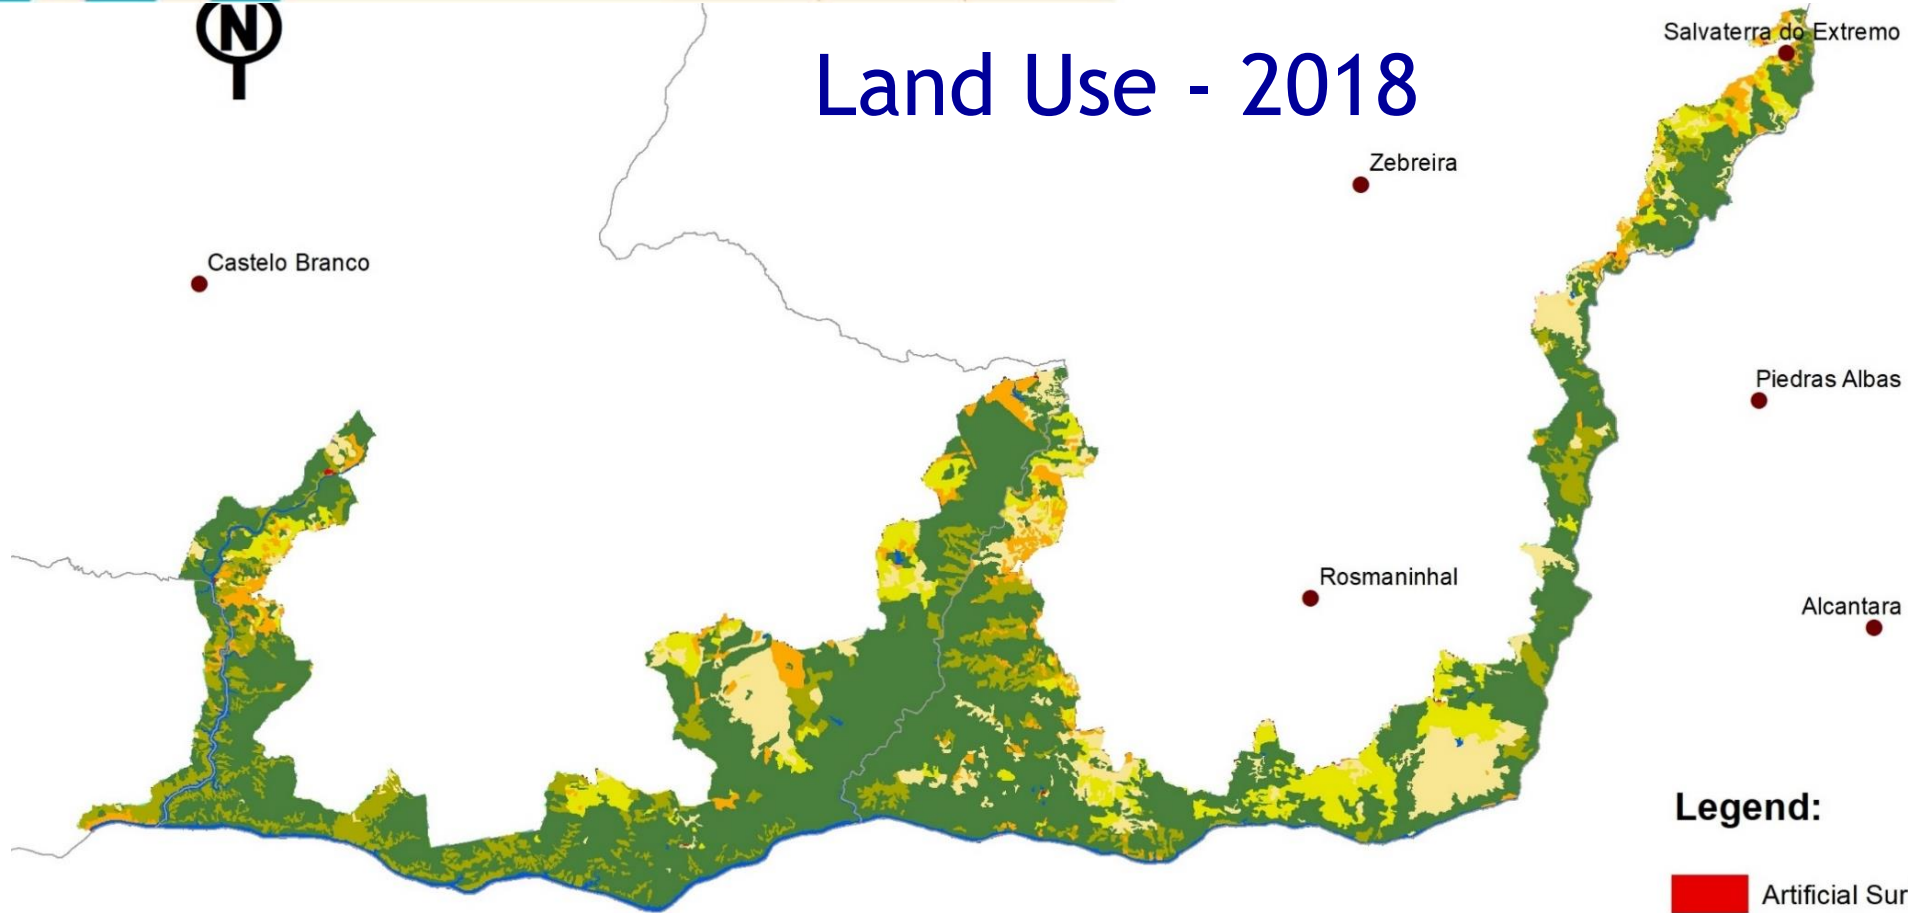 N
Land Use - 2018
Salvaterra do Extremo
Zebreira
Castelo Branco
Piedras Albas
Rosmaninhal
Alcantara
Legend:
Artificial Sur